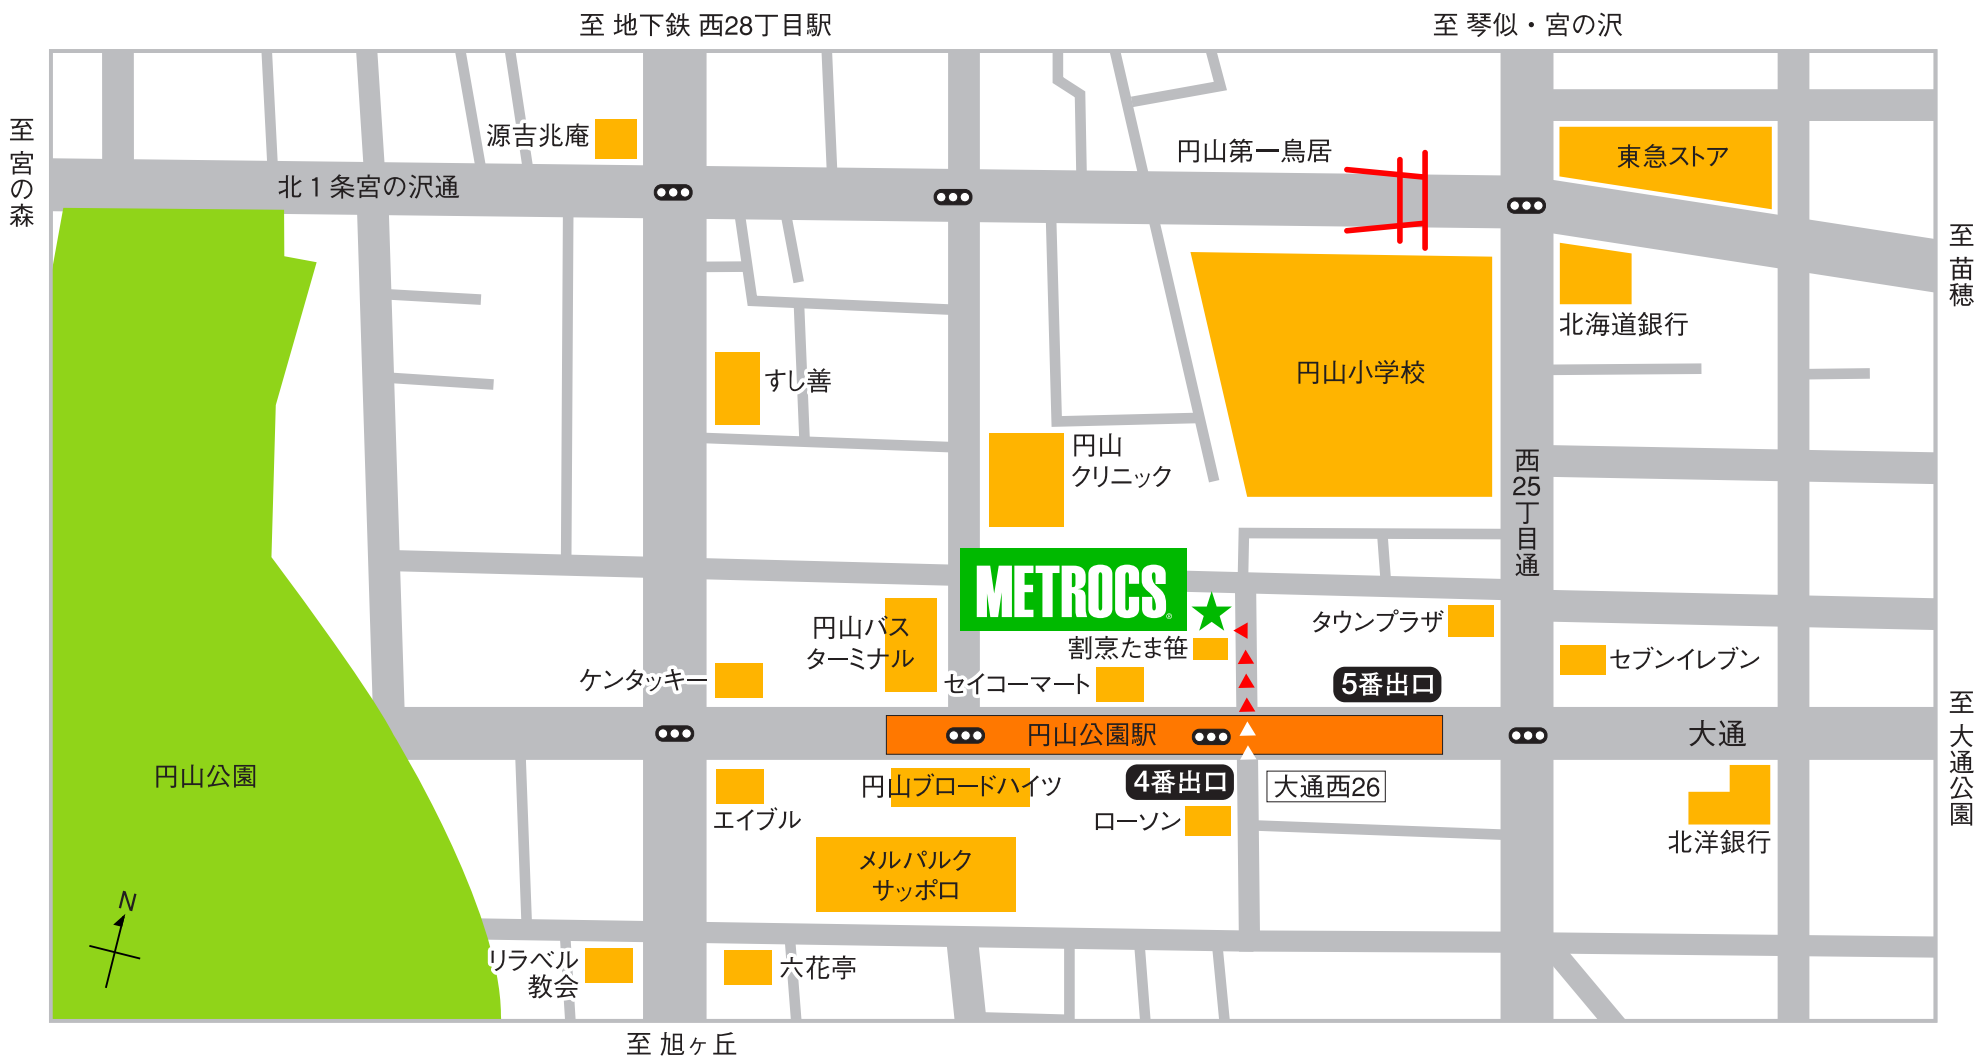 至 地下鉄 西28丁目駅
至 琴似・宮の沢
至 宮の森
源吉兆庵
円山第一鳥居
東急ストア
北1条宮の沢通
至 苗穂
北海道銀行
すし善
円山小学校
円山
クリニック
西25丁目通
METROCS®
円山バス
ターミナル
割烹たま笹
タウンプラザ
セブンイレブン
ケンタッキー
セイコーマート
5番出口
至 大通公園
円山公園駅
大通
円山公園
4番出口
大通西26
円山ブロードハイツ
エイブル
ローソン
北洋銀行
メルパルク
サッポロ
N
リラベル
教会
六花亭
至 旭ヶ丘